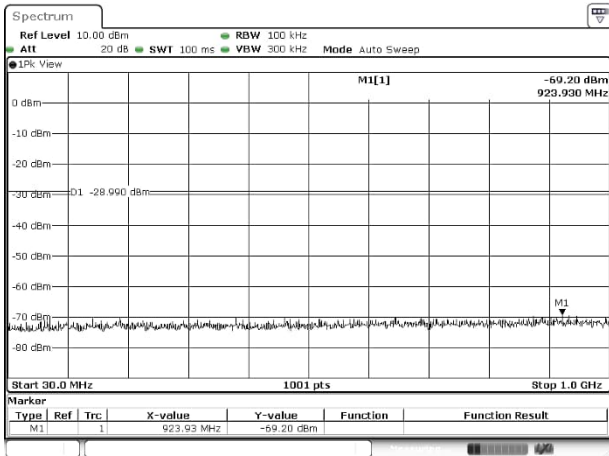 Spectrum
Ref Level 10.00 dBm RBW 100 kHz
Att 20 dB SWT 100 ms VBW 300 kHz Mode Auto Sweep
1Pk View
M1[1] -69.20 dBm
923.930 MHz
0 dBm
-10 dBm
-20 dBm
-30 dBm D1 -28.990 dBm
-40 dBm
-50 dBm
-60 dBm
M1
-70 dBm
-80 dBm
Start 30.0 MHz 1001 pts Stop 1.0 GHz
Marker
Type Ref Trc X-value Y-value Function Function Result
M1 1 923.93 MHz -69.20 dBm